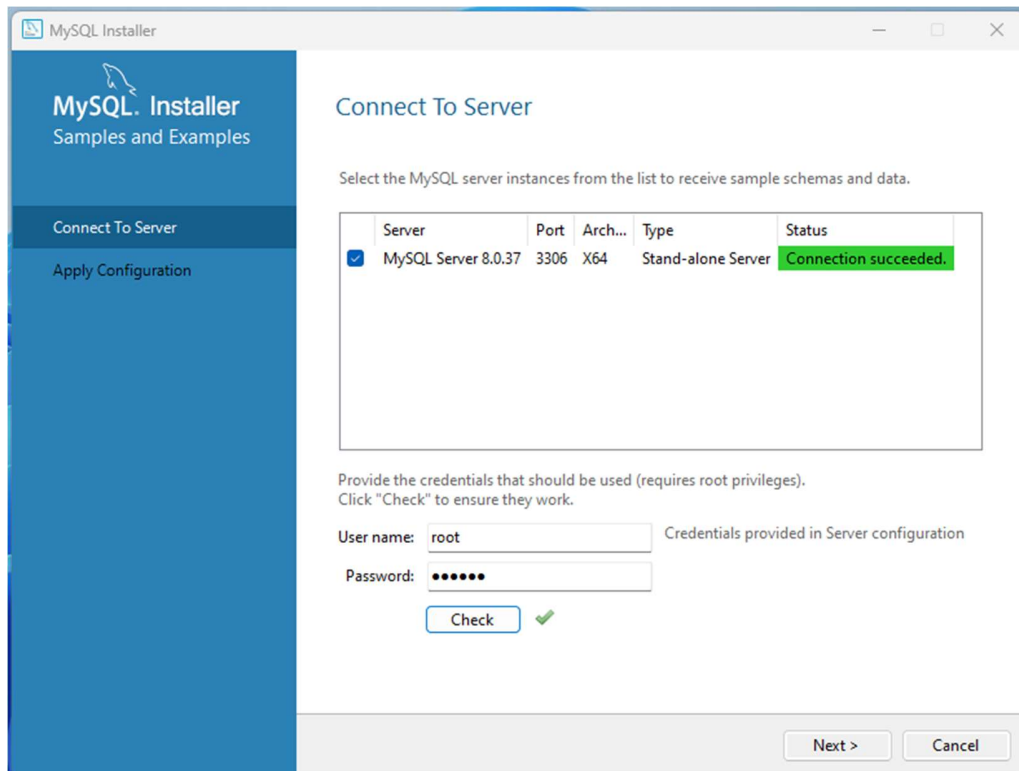 MySQL Installer
MySQL. Installer
Samples and Examples
Connect To Server
Apply Configuration
Connect To Server
Select the MySQL server instances from the list to receive sample schemas and data.
Server Port Arch... Type Status
MySQL Server 8.0.37 3306 X64 Stand-alone Server Connection succeeded.
Provide the credentials that should be used (requires root privileges).
Click "Check" to ensure they work.
User name: root Credentials provided in Server configuration
Password: ●●●●●●
Check
Next > Cancel